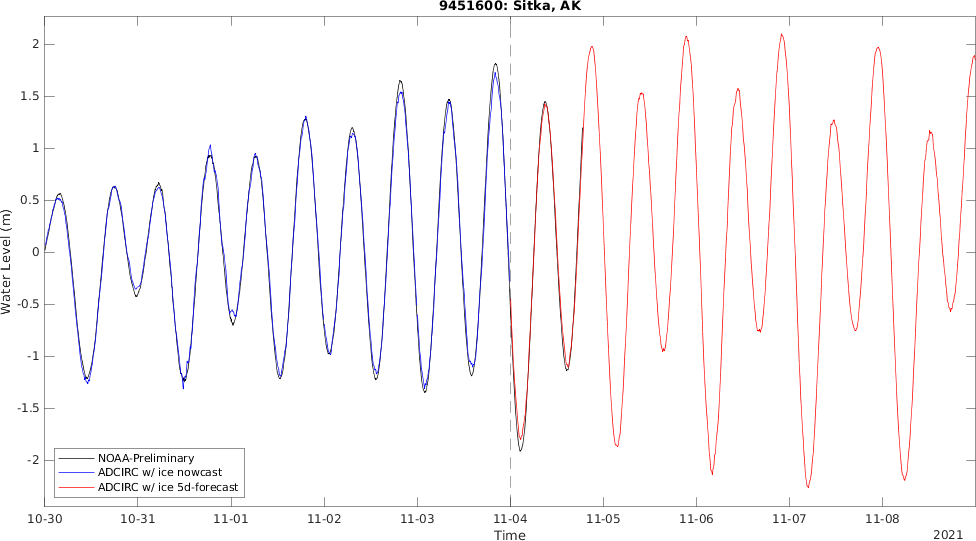 9451600: Sitka, AK
Water Level (m)
2
1.5
1
0.5
0
-0.5
-1
-1.5
-2
NOAA-Preliminary
ADCIRC w/ ice nowcast
ADCIRC w/ ice 5d-forecast
10-30 10-31 11-01 11-02 11-03 11-04 11-05 11-06 11-07 11-08
Time
2021